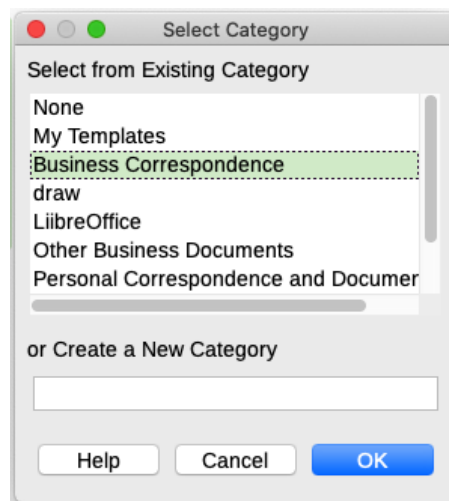 Select Category
Select from Existing Category
None
My Templates
Business Correspondence
draw
LiibreOffice
Other Business Documents
Personal Correspondence and Documer
or Create a New Category
Help
Cancel
OK